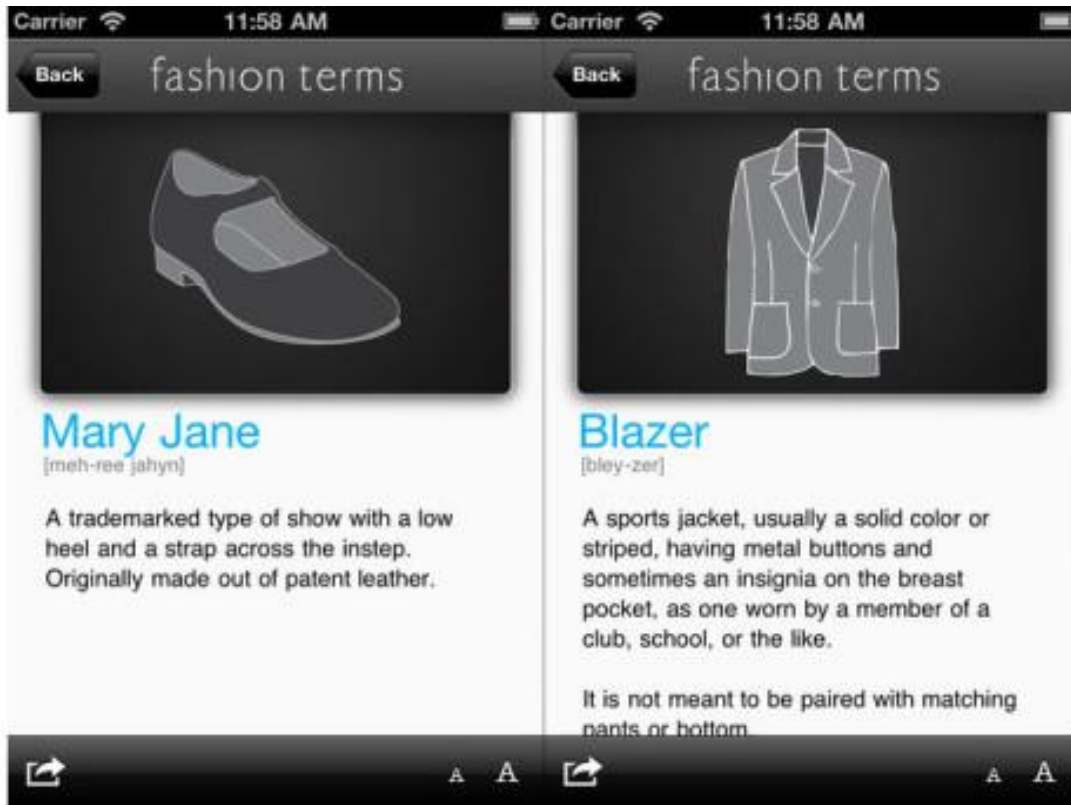 Carrier 11:58 AM
Back fashion terms
Mary Jane
[meh-ree jahyn]
A trademarked type of show with a low
heel and a strap across the instep.
Originally made out of patent leather.
A A
Carrier 11:58 AM
Back fashion terms
Blazer
[bley-zer]
A sports jacket, usually a solid color or
striped, having metal buttons and
sometimes an insignia on the breast
pocket, as one worn by a member of a
club, school, or the like.
It is not meant to be paired with matching
pants or bottom
A A